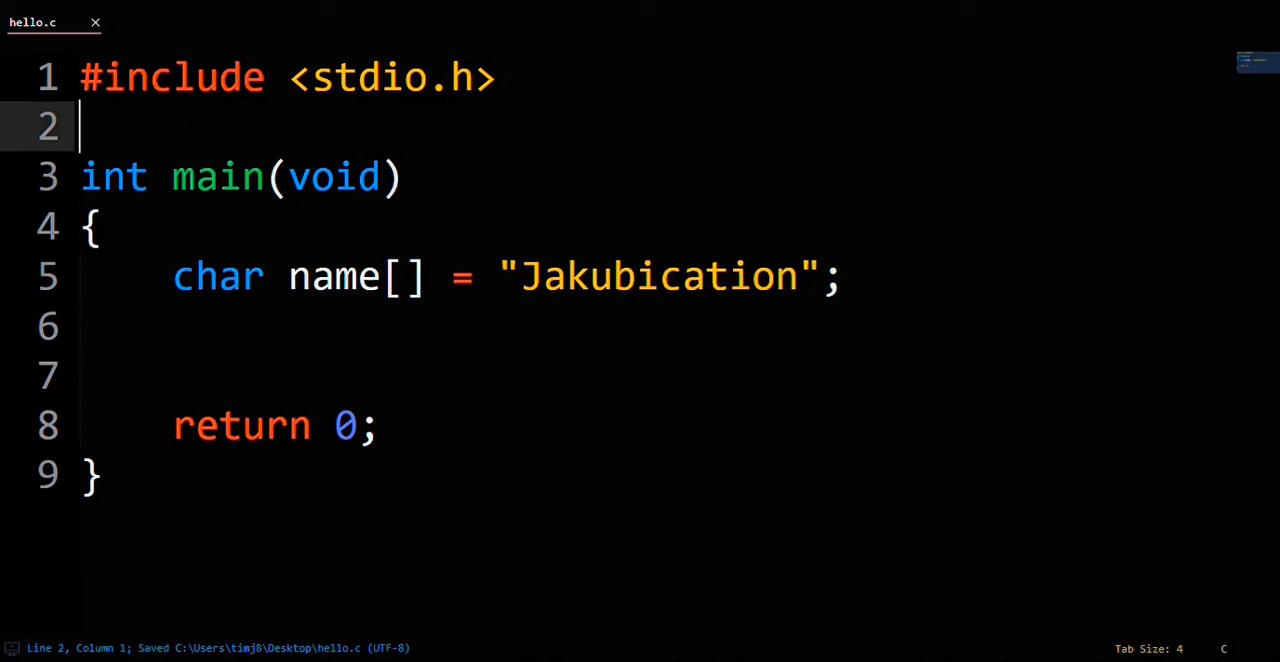 hello.c ×
1 #include <stdio.h>
2
3 int main(void)
4 {
5     char name[] = "Jakubication";
6
7
8     return 0;
9 }
Line 2, Column 1; Saved C:\Users\timj8\Desktop\hello.c (UTF-8) Tab Size: 4 C